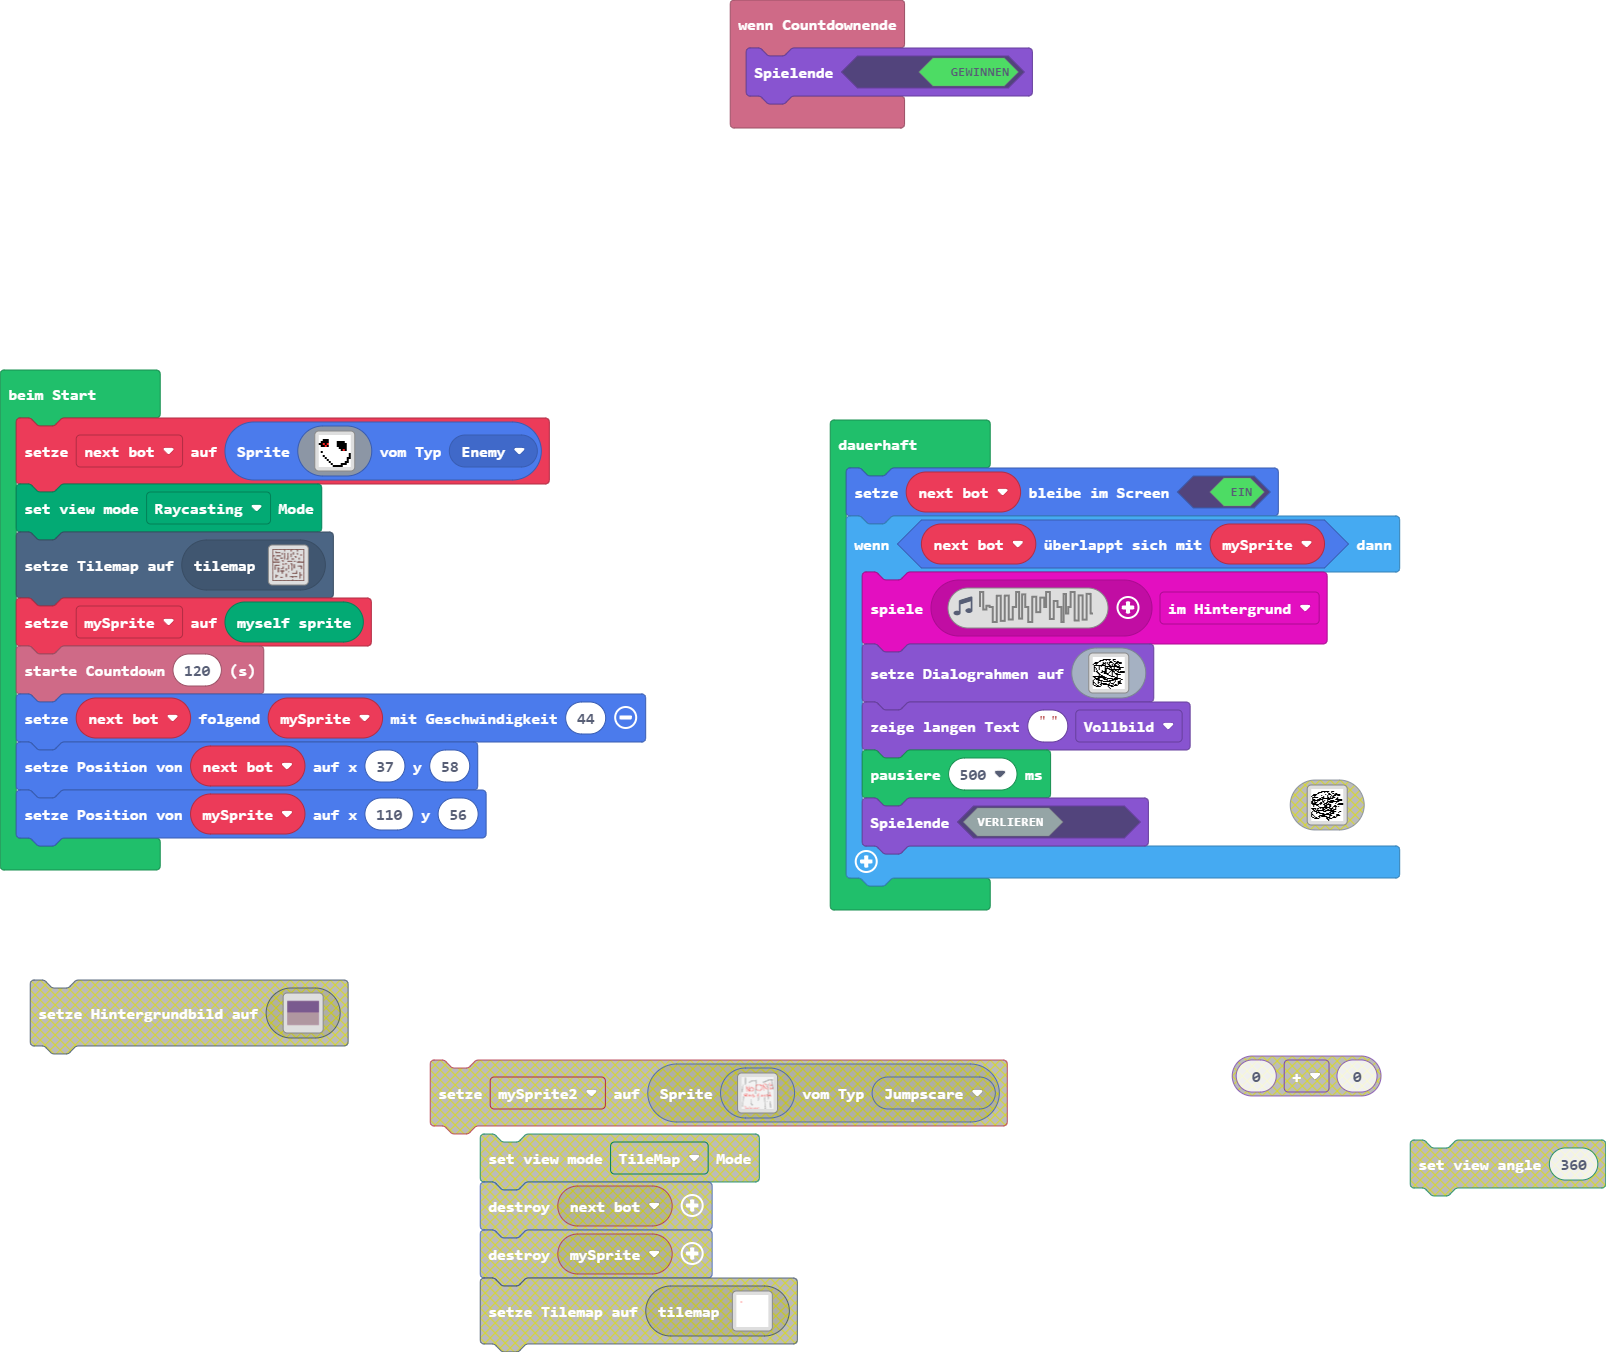 wenn Countdownende
Spielende GEWINNEN
beim Start
setze next bot auf Sprite vom Typ Enemy
set view mode Raycasting Mode
setze Tilemap auf tilemap
setze mySprite auf myself sprite
starte Countdown 120 (s)
setze next bot folgend mySprite mit Geschwindigkeit 44
setze Position von next bot auf x 37 y 58
setze Position von mySprite auf x 110 y 56
dauerhaft
setze next bot bleibe im Screen EIN
wenn next bot überlappt sich mit mySprite dann
spiele im Hintergrund
setze Dialograhmen auf
zeige langen Text " " Vollbild
pausiere 500 ms
Spielende VERLIEREN
setze Hintergrundbild auf
setze mySprite2 auf Sprite vom Typ Jumpscare
set view mode TileMap Mode
destroy next bot
destroy mySprite
setze Tilemap auf tilemap
0 + 0
set view angle 360